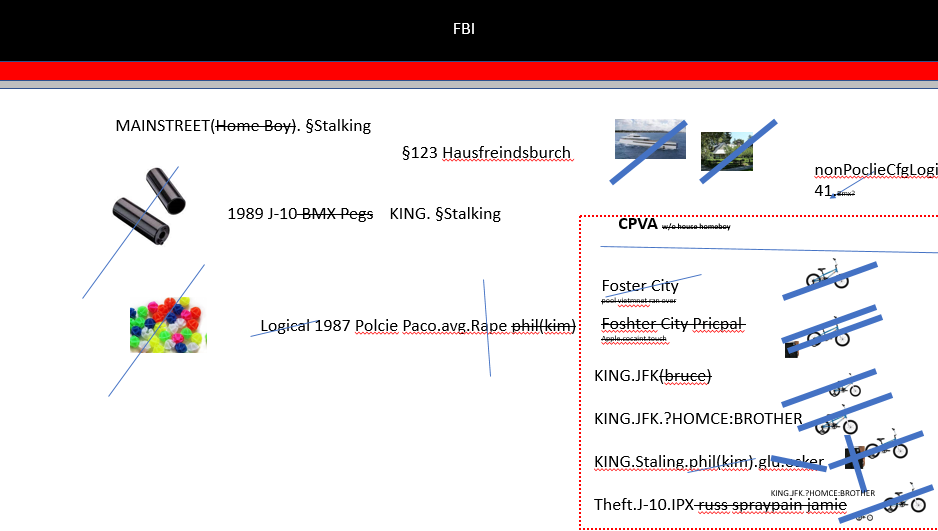 FBI
MAINSTREET(Home Boy). §Stalking
§123 Hausfreindsburch
nonPoclieCfgLogi
41. Bmx?
1989 J-10 BMX Pegs KING. §Stalking
CPVA w/o house homeboy
Foster City
pool vietmnet ran over
Logical 1987 Polcie Paco.avg.Rape phil(kim)
Foshter City Pricpal
Apple.cocaint.touch
KING.JFK(bruce)
KING.JFK.?HOMCE:BROTHER
KING.Staling.phil(kim).glu.ocker
KING.JFK.?HOMCE:BROTHER
Theft.J-10.IPX russ spraypain jamie